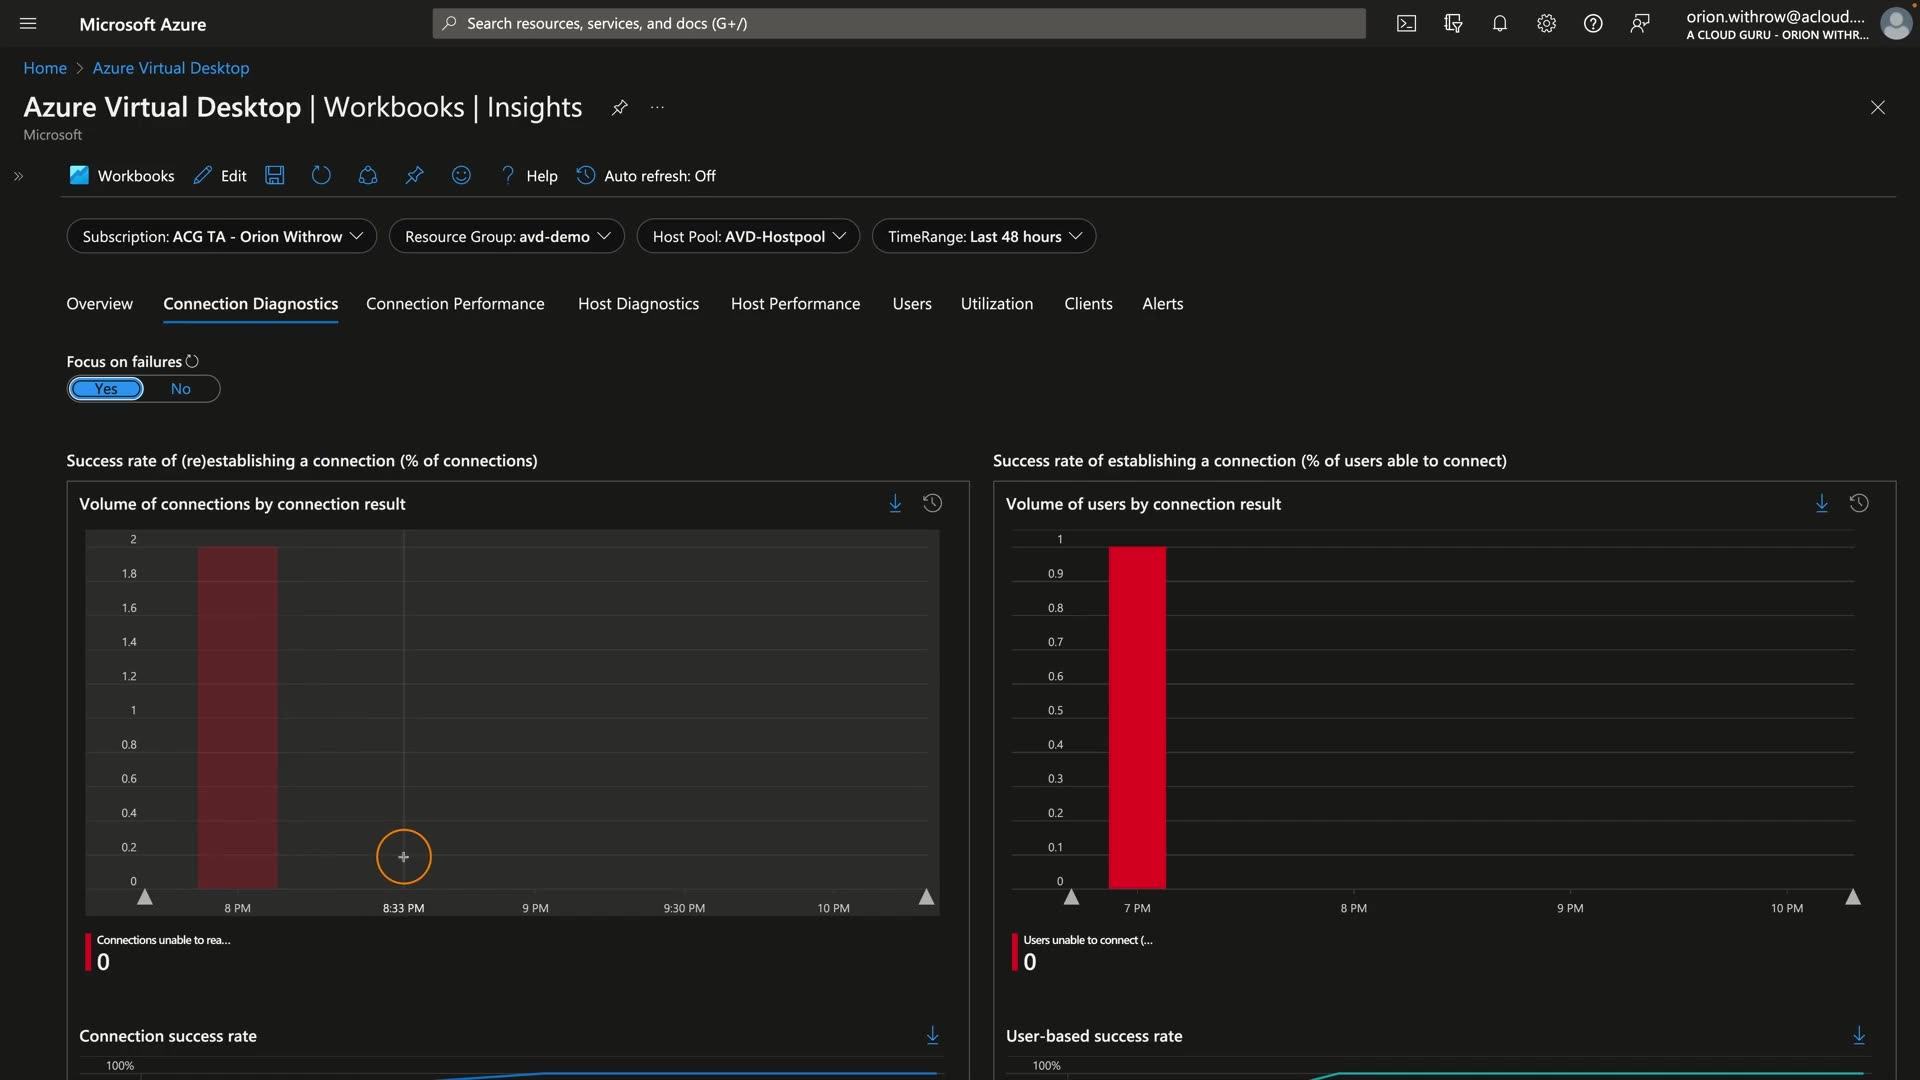 Microsoft Azure
Search resources, services, and docs (G+/)
orion.withrow@acloud....
A CLOUD GURU - ORION WITHR...
Home > Azure Virtual Desktop
Azure Virtual Desktop | Workbooks | Insights
Microsoft
Workbooks Edit Help Auto refresh: Off
Subscription: ACG TA - Orion Withrow Resource Group: avd-demo Host Pool: AVD-Hostpool TimeRange: Last 48 hours
Overview Connection Diagnostics Connection Performance Host Diagnostics Host Performance Users Utilization Clients Alerts
Focus on failures
Yes No
Success rate of (re)establishing a connection (% of connections)
Volume of connections by connection result
2
1.8
1.6
1.4
1.2
1
0.8
0.6
0.4
0.2
0
8 PM 8:33 PM 9 PM 9:30 PM 10 PM
Connections unable to rea...
0
Connection success rate
100%
Success rate of establishing a connection (% of users able to connect)
Volume of users by connection result
1
0.9
0.8
0.7
0.6
0.5
0.4
0.3
0.2
0.1
0
7 PM 8 PM 9 PM 10 PM
Users unable to connect (...
0
User-based success rate
100%